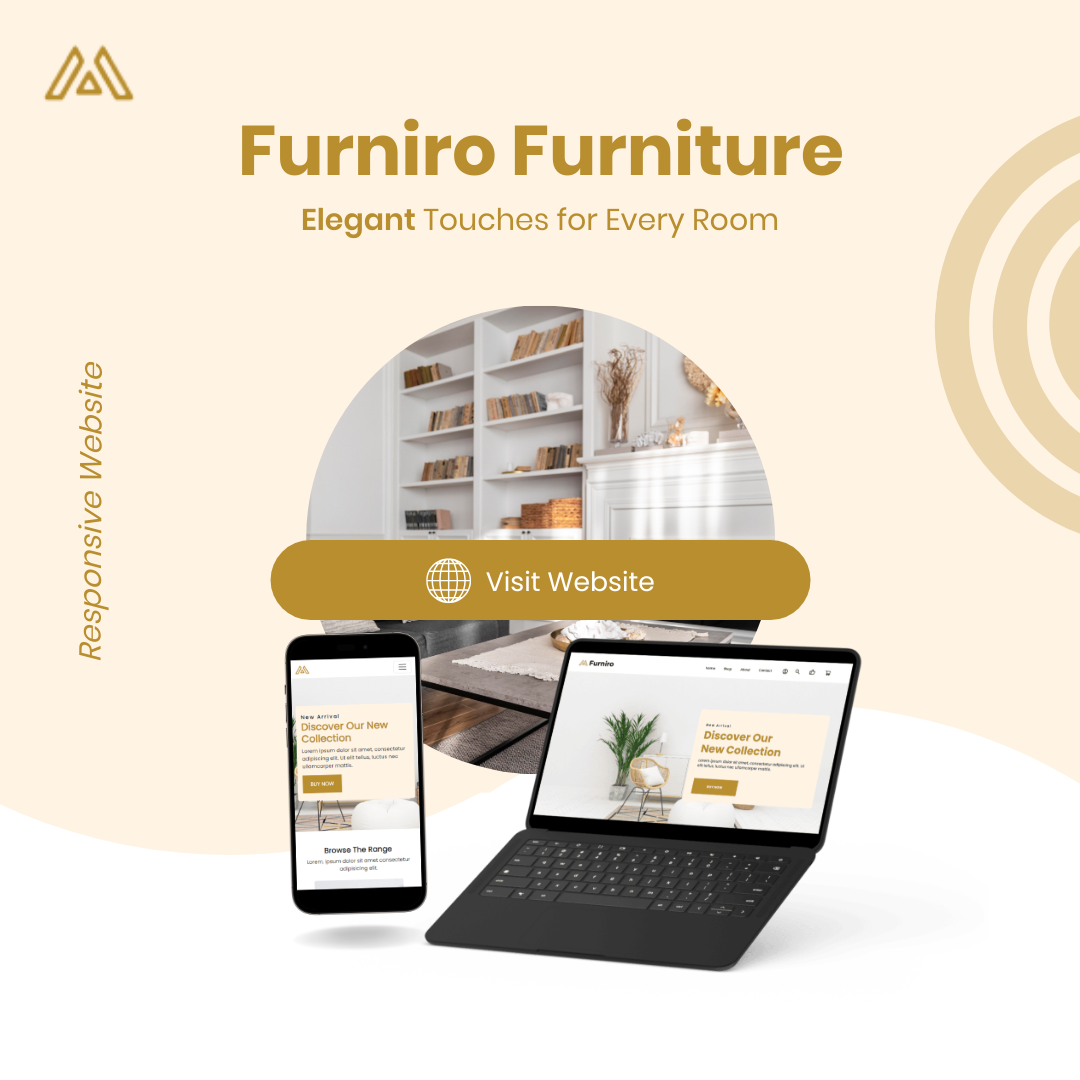 Furniro Furniture
Elegant Touches for Every Room
Responsive Website
Visit Website
New Arrival
Discover Our New
Collection
Lorem ipsum dolor sit amet, consectetur
adipiscing elit. Ut elit tellus, luctus nec
ullamcorper mattis.
BUY NOW
Browse The Range
Lorem, ipsum dolor sit amet consectetur
adipisicing elit.
Furniro
Home Shop About Contact
New Arrival
Discover Our
New Collection
Lorem ipsum dolor sit amet, consectetur adipiscing elit. Ut
elit tellus, luctus nec ullamcorper mattis.
BUY NOW